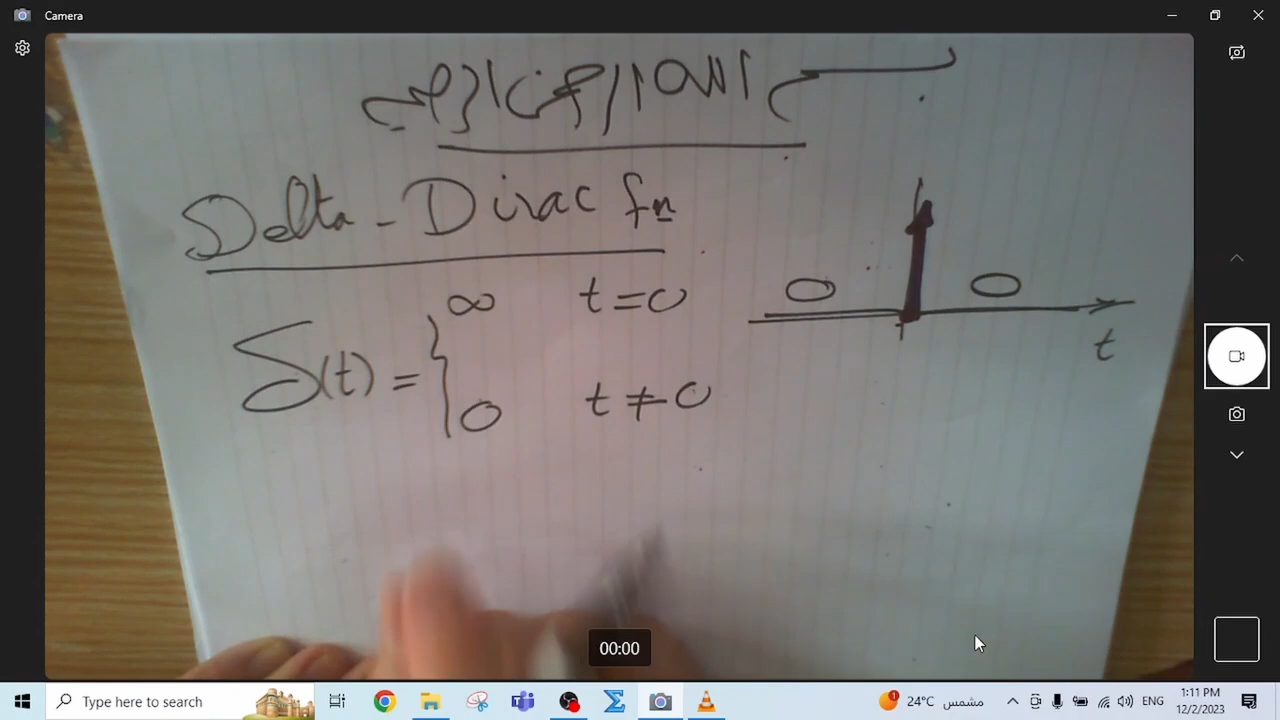 Camera
بسم الله الرحمن الرحيم
Delta - Dirac fn
δ(t) = { ∞ t = 0
0 t ≠ 0
0 0
t
00:00
Type here to search
1
24°C مشمس
ENG
1:11 PM
12/2/2023